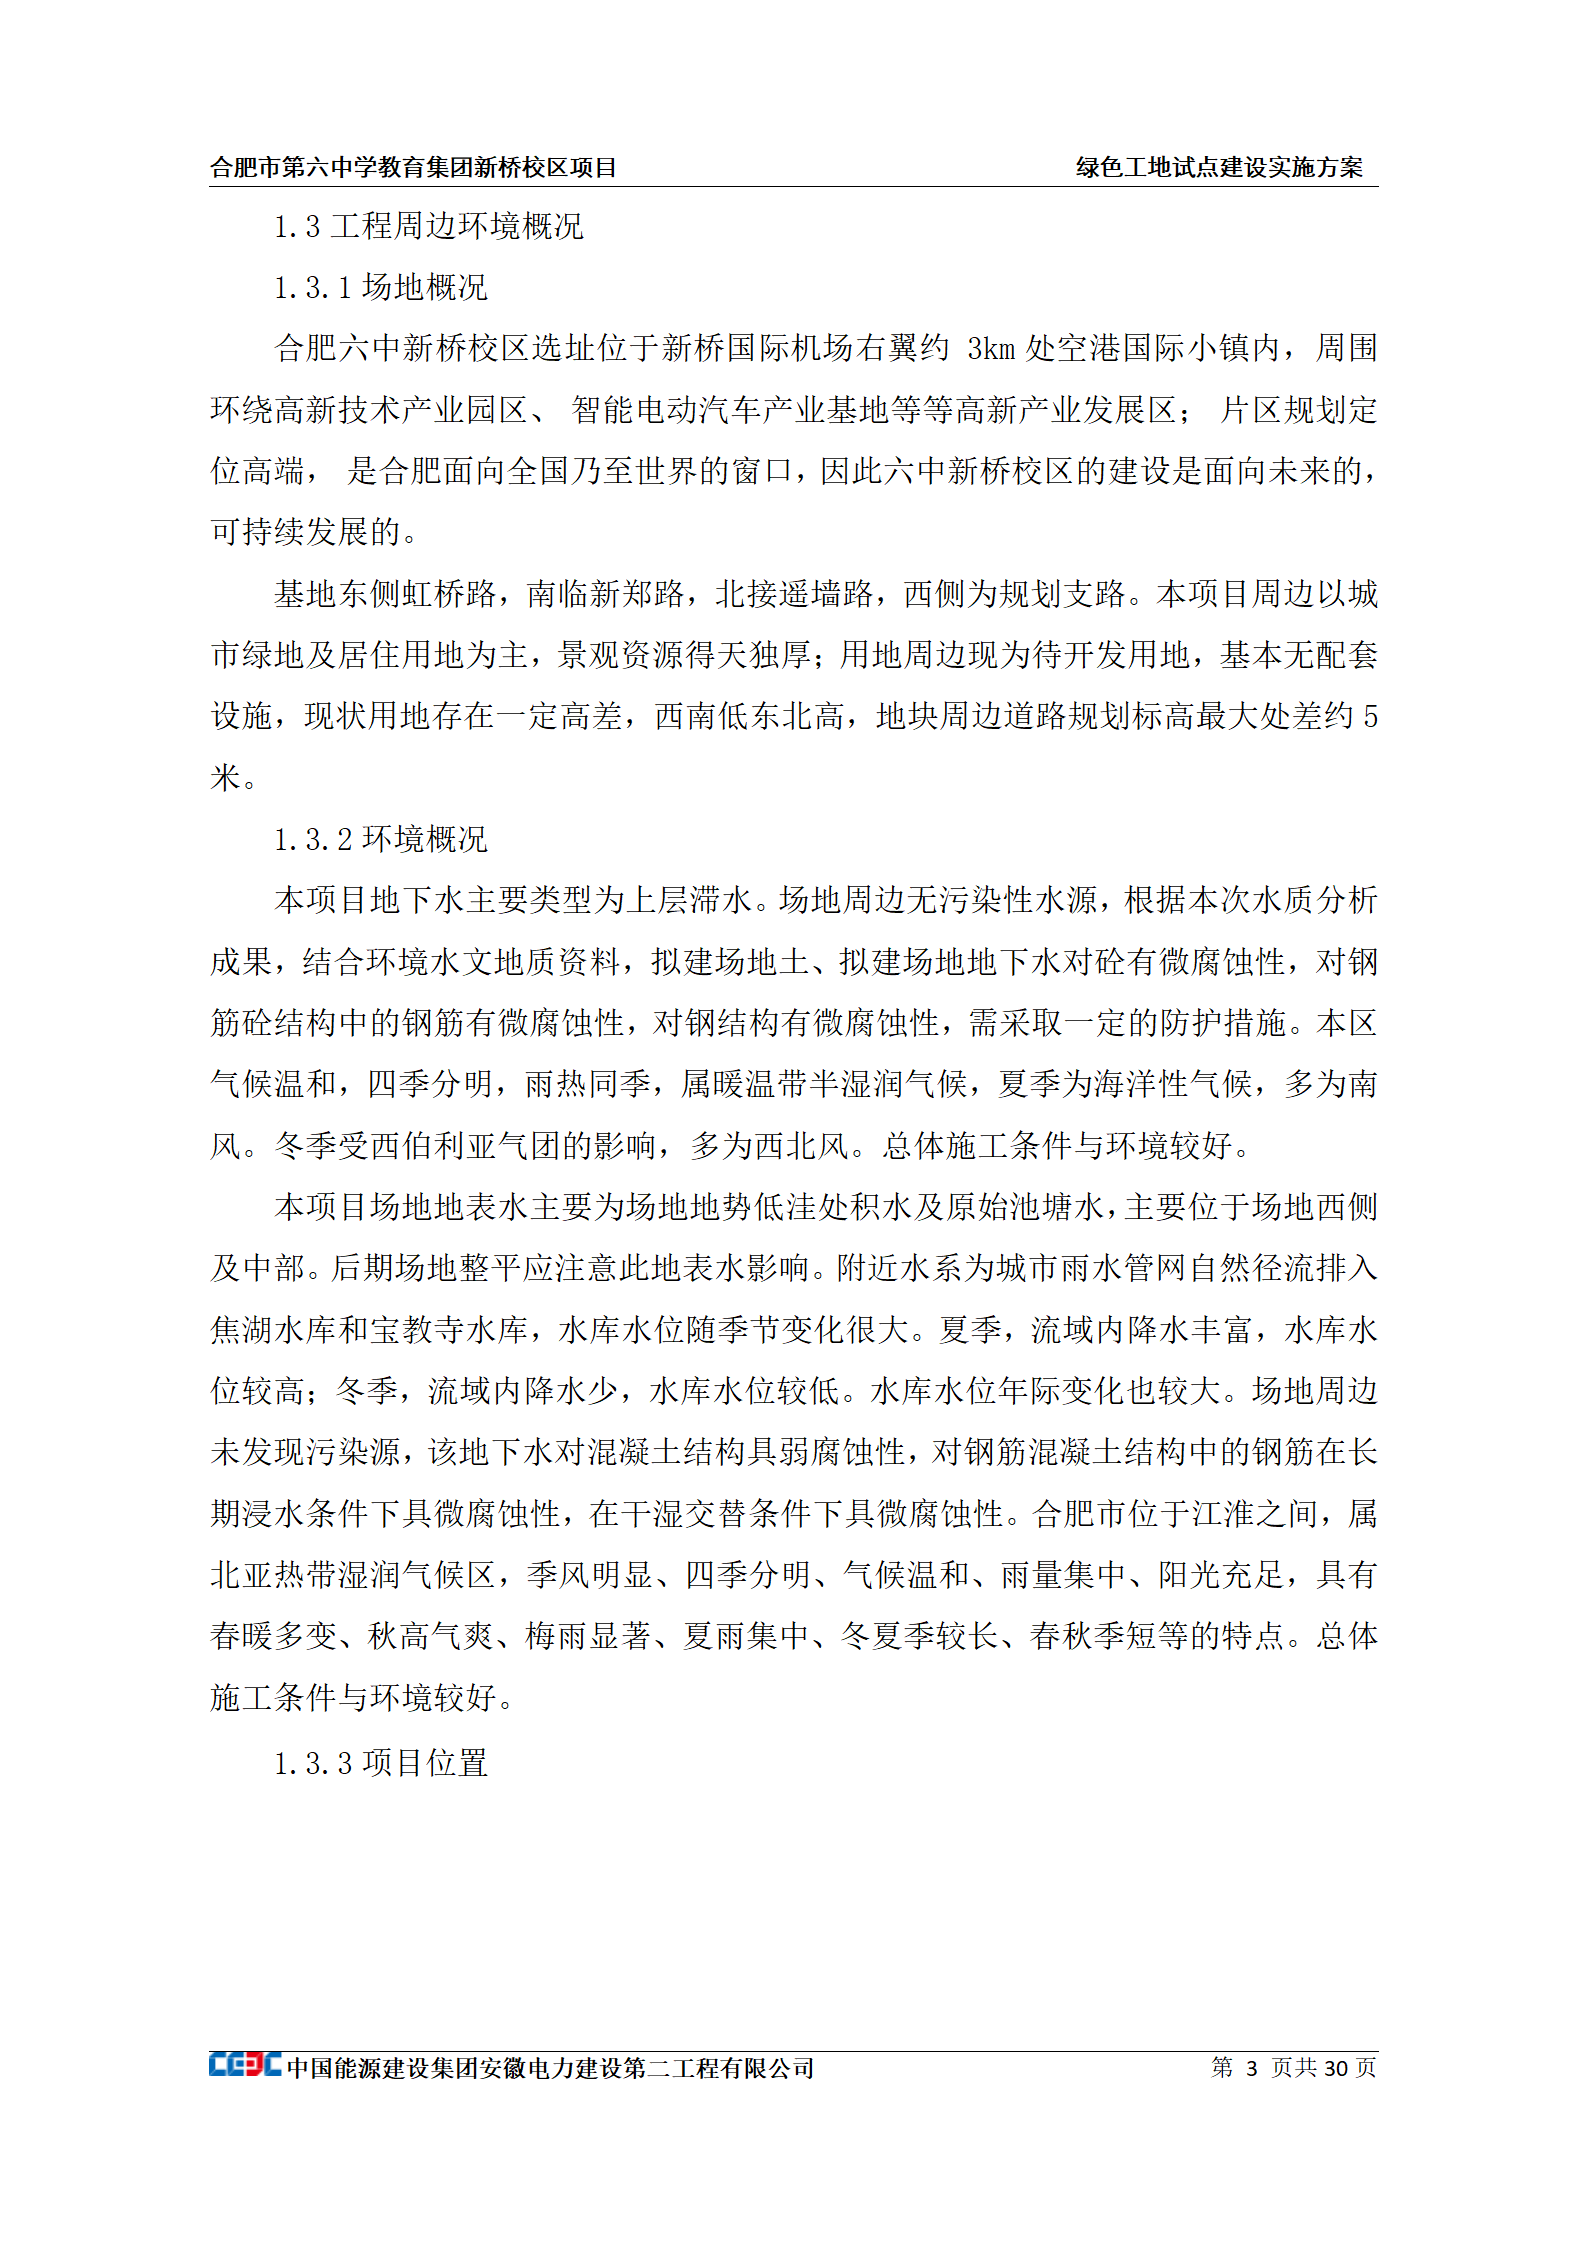 合肥市第六中学教育集团新桥校区项目 绿色工地试点建设实施方案
1.3 工程周边环境概况
1.3.1 场地概况
合肥六中新桥校区选址位于新桥国际机场右翼约 3km 处空港国际小镇内，周围
环绕高新技术产业园区、 智能电动汽车产业基地等等高新产业发展区； 片区规划定
位高端， 是合肥面向全国乃至世界的窗口，因此六中新桥校区的建设是面向未来的，
可持续发展的。
基地东侧虹桥路，南临新郑路，北接遥墙路，西侧为规划支路。本项目周边以城
市绿地及居住用地为主，景观资源得天独厚；用地周边现为待开发用地，基本无配套
设施，现状用地存在一定高差，西南低东北高，地块周边道路规划标高最大处差约 5
米。
1.3.2 环境概况
本项目地下水主要类型为上层滞水。场地周边无污染性水源，根据本次水质分析
成果，结合环境水文地质资料，拟建场地土、拟建场地地下水对砼有微腐蚀性，对钢
筋砼结构中的钢筋有微腐蚀性，对钢结构有微腐蚀性，需采取一定的防护措施。本区
气候温和，四季分明，雨热同季，属暖温带半湿润气候，夏季为海洋性气候，多为南
风。冬季受西伯利亚气团的影响，多为西北风。总体施工条件与环境较好。
本项目场地地表水主要为场地地势低洼处积水及原始池塘水，主要位于场地西侧
及中部。后期场地整平应注意此地表水影响。附近水系为城市雨水管网自然径流排入
焦湖水库和宝教寺水库，水库水位随季节变化很大。夏季，流域内降水丰富，水库水
位较高；冬季，流域内降水少，水库水位较低。水库水位年际变化也较大。场地周边
未发现污染源，该地下水对混凝土结构具弱腐蚀性，对钢筋混凝土结构中的钢筋在长
期浸水条件下具微腐蚀性，在干湿交替条件下具微腐蚀性。合肥市位于江淮之间，属
北亚热带湿润气候区，季风明显、四季分明、气候温和、雨量集中、阳光充足，具有
春暖多变、秋高气爽、梅雨显著、夏雨集中、冬夏季较长、春秋季短等的特点。总体
施工条件与环境较好。
1.3.3 项目位置
CEEC 中国能源建设集团安徽电力建设第二工程有限公司 第 3 页共 30 页